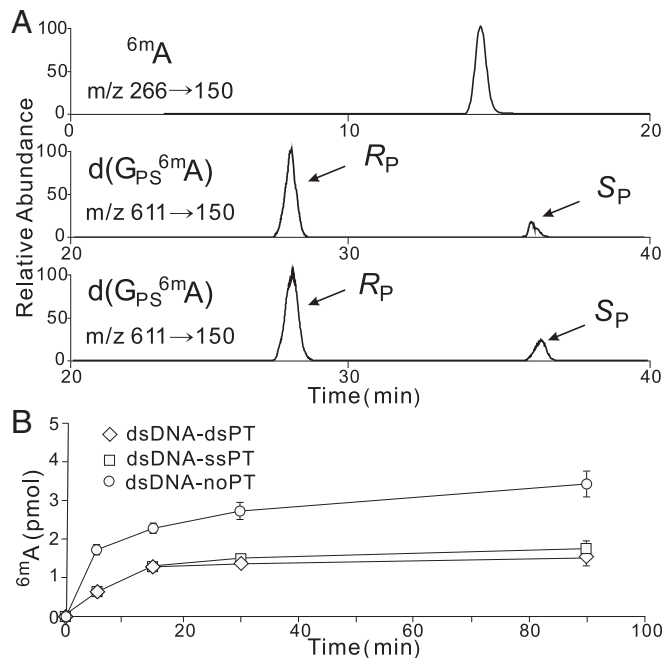 A
Relative Abundance
100
50
0
6mA
m/z 266→150
0 10 20
100
50
0
d(GPS6mA)
m/z 611→150
RP
SP
20 30 40
100
50
0
d(GPS6mA)
m/z 611→150
RP
SP
20 30 40
Time(min)
B
6mA (pmol)
5
4
3
2
1
0
dsDNA-dsPT
dsDNA-ssPT
dsDNA-noPT
0 20 40 60 80 100
Time(min)